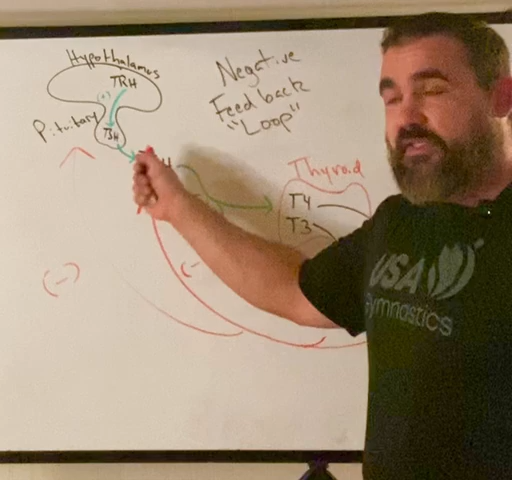 Hypothalamus
TRH
(+)
Pituitary
TSH
Negative
Feedback
"Loop"
Thyroid
T4
T3
(-)
(-
USA
Gymnastics